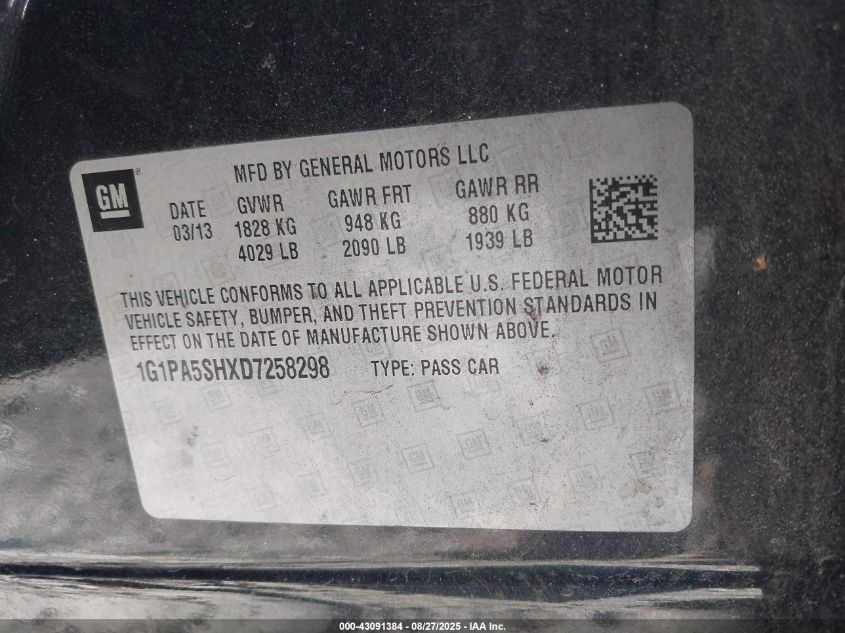 MFD BY GENERAL MOTORS LLC
GM
DATE GVWR GAWR FRT GAWR RR
03/13 1828 KG 948 KG 880 KG
4029 LB 2090 LB 1939 LB
THIS VEHICLE CONFORMS TO ALL APPLICABLE U.S. FEDERAL MOTOR
VEHICLE SAFETY, BUMPER, AND THEFT PREVENTION STANDARDS IN
EFFECT ON THE DATE OF MANUFACTURE SHOWN ABOVE.
1G1PA5SHXD7258298 TYPE: PASS CAR
000-43091384 - 08/27/2025 - IAA Inc.